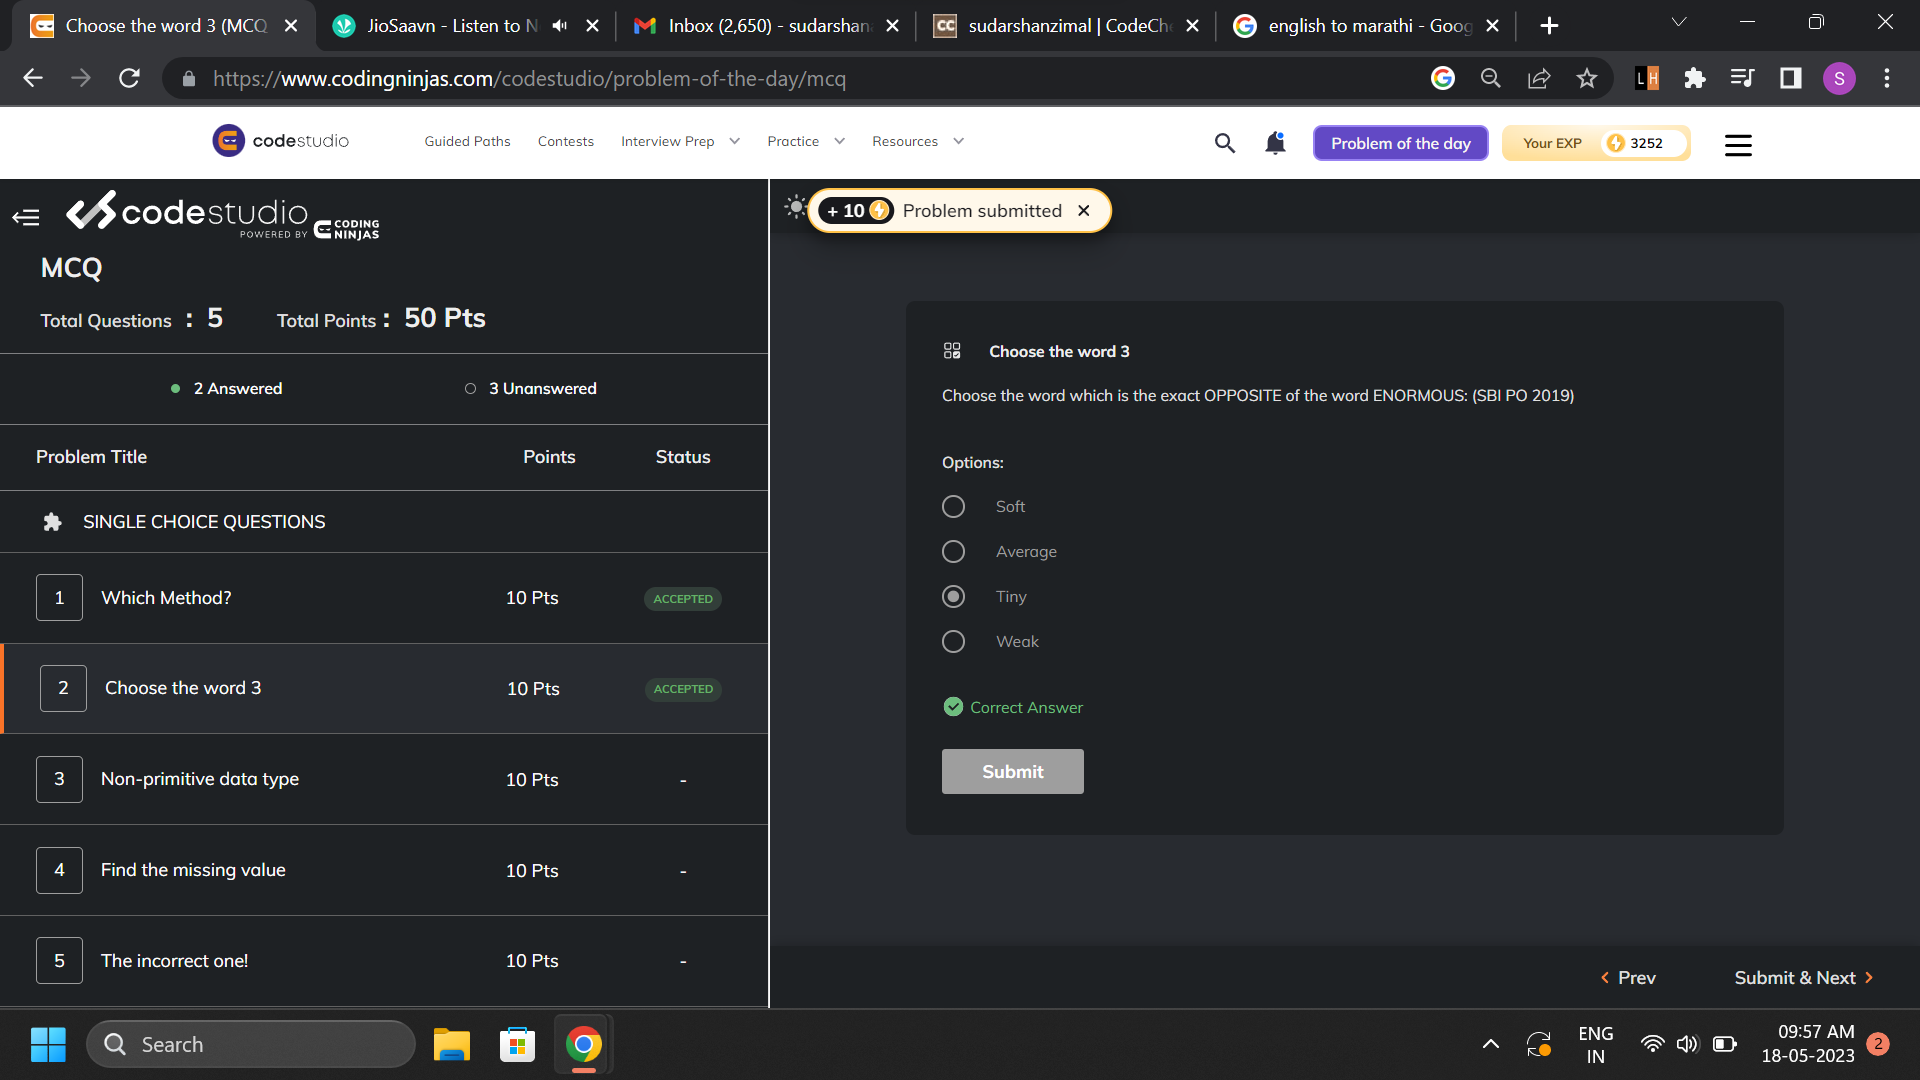 Choose the word 3 (MCQ
JioSaavn - Listen to N
Inbox (2,650) - sudarshan
sudarshanzimal | CodeChe
english to marathi - Goog
https://www.codingninjas.com/codestudio/problem-of-the-day/mcq
LH
S
codestudio
Guided Paths
Contests
Interview Prep
Practice
Resources
Problem of the day
Your EXP
3252
codestudio
POWERED BY CODING NINJAS
+ 10
Problem submitted
MCQ
Total Questions : 5
Total Points : 50 Pts
2 Answered
3 Unanswered
Problem Title
Points
Status
SINGLE CHOICE QUESTIONS
1 Which Method? 10 Pts ACCEPTED
2 Choose the word 3 10 Pts ACCEPTED
3 Non-primitive data type 10 Pts -
4 Find the missing value 10 Pts -
5 The incorrect one! 10 Pts -
Choose the word 3
Choose the word which is the exact OPPOSITE of the word ENORMOUS: (SBI PO 2019)
Options:
Soft
Average
Tiny
Weak
Correct Answer
Submit
Prev
Submit & Next
Search
ENG
IN
09:57 AM
18-05-2023
2